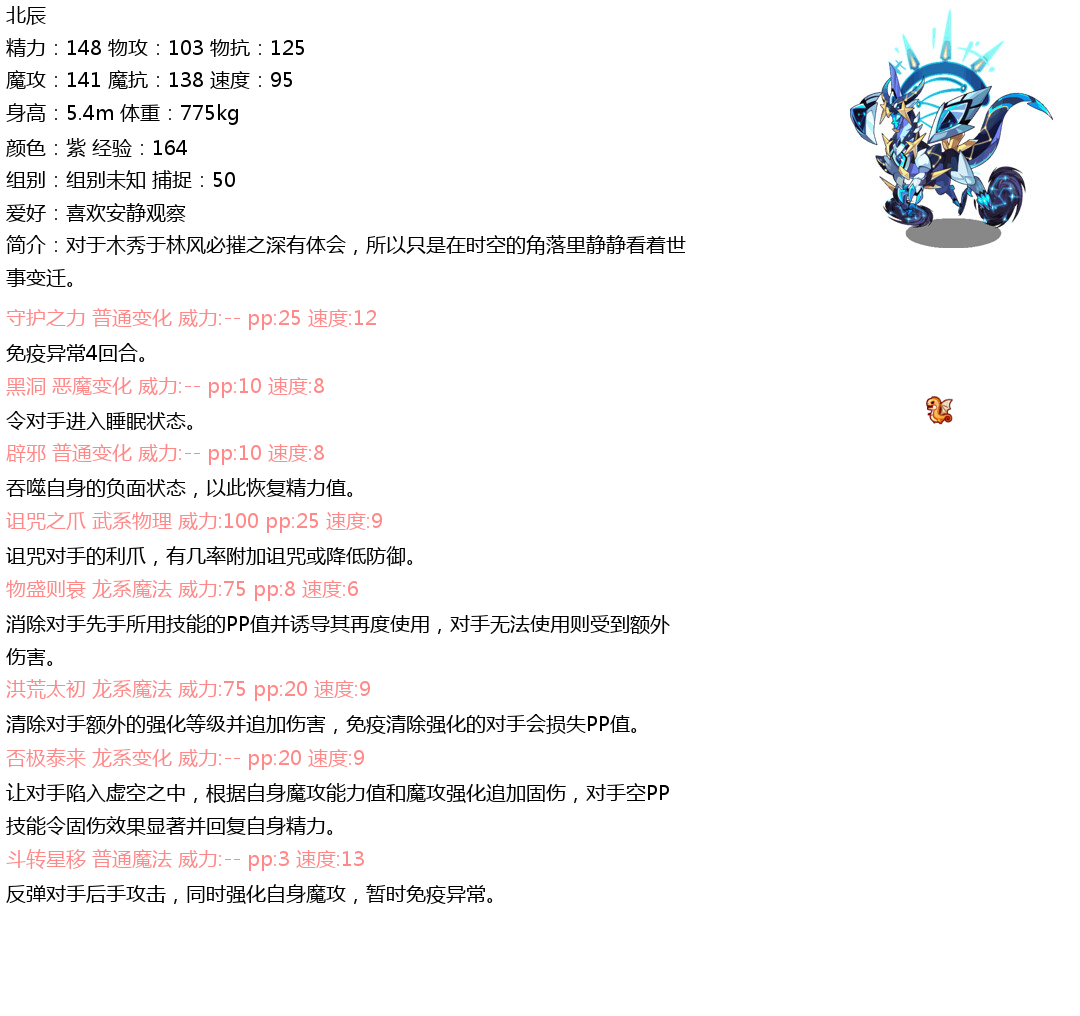 北辰
精力：148 物攻：103 物抗：125
魔攻：141 魔抗：138 速度：95
身高：5.4m 体重：775kg
颜色：紫 经验：164
组别：组别未知 捕捉：50
爱好：喜欢安静观察
简介：对于木秀于林风必摧之深有体会，所以只是在时空的角落里静静看着世
事变迁。
守护之力 普通变化 威力:-- pp:25 速度:12
免疫异常4回合。
黑洞 恶魔变化 威力:-- pp:10 速度:8
令对手进入睡眠状态。
辟邪 普通变化 威力:-- pp:10 速度:8
吞噬自身的负面状态，以此恢复精力值。
诅咒之爪 武系物理 威力:100 pp:25 速度:9
诅咒对手的利爪，有几率附加诅咒或降低防御。
物盛则衰 龙系魔法 威力:75 pp:8 速度:6
消除对手先手所用技能的PP值并诱导其再度使用，对手无法使用则受到额外
伤害。
洪荒太初 龙系魔法 威力:75 pp:20 速度:9
清除对手额外的强化等级并追加伤害，免疫清除强化的对手会损失PP值。
否极泰来 龙系变化 威力:-- pp:20 速度:9
让对手陷入虚空之中，根据自身魔攻能力值和魔攻强化追加固伤，对手空PP
技能令固伤效果显著并回复自身精力。
斗转星移 普通魔法 威力:-- pp:3 速度:13
反弹对手后手攻击，同时强化自身魔攻，暂时免疫异常。